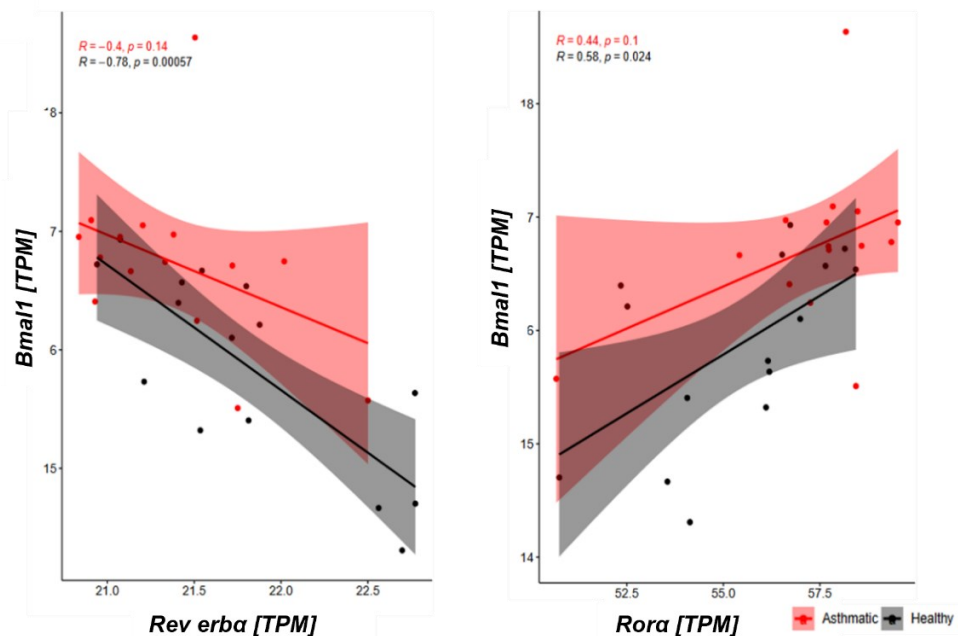 R = −0.4, p = 0.14
R = −0.78, p = 0.00057
8
7
6
15
21.0 21.5 22.0 22.5
Bmal1 [TPM]
Rev erbα [TPM]
R = 0.44, p = 0.1
R = 0.58, p = 0.024
18
7
6
15
14
52.5 55.0 57.5
Bmal1 [TPM]
Rorα [TPM]
Asthmatic Healthy